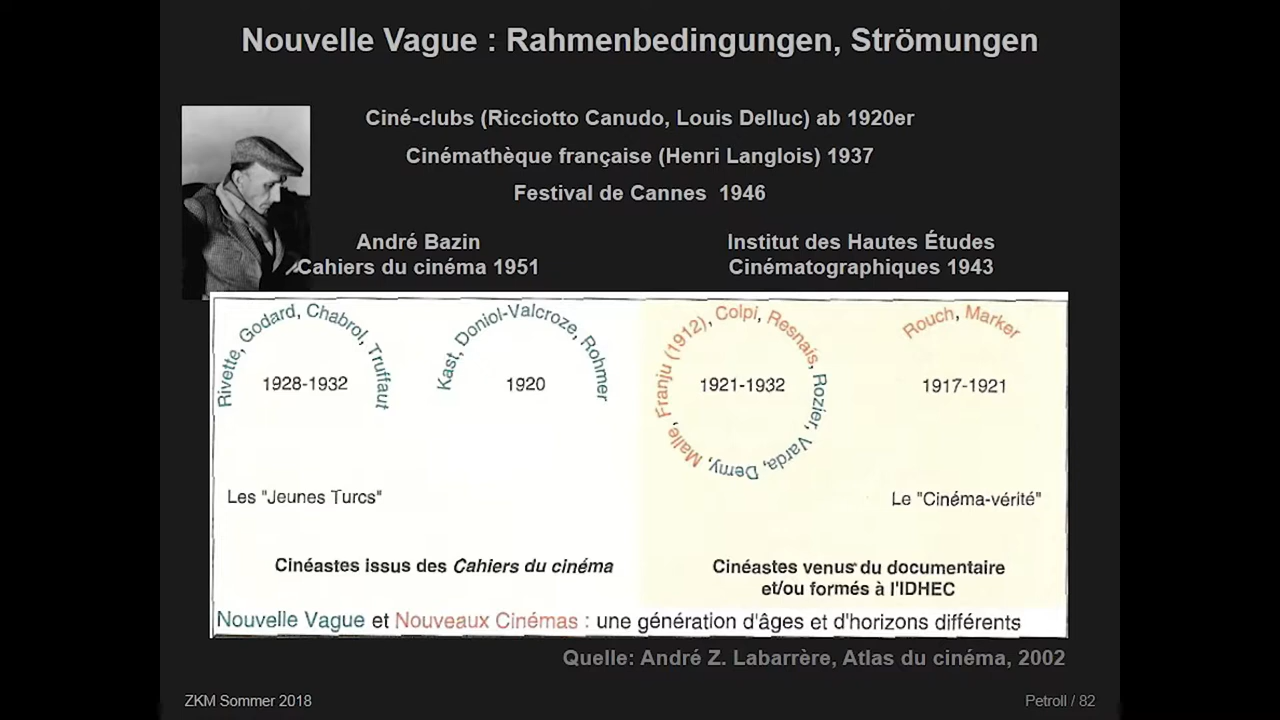 Nouvelle Vague : Rahmenbedingungen, Strömungen
Ciné-clubs (Ricciotto Canudo, Louis Delluc) ab 1920er
Cinémathèque française (Henri Langlois) 1937
Festival de Cannes 1946
André Bazin
Cahiers du cinéma 1951
Institut des Hautes Études
Cinématographiques 1943
Rivette, Godard, Chabrol, Truffaut
1928-1932
Kast, Doniol-Valcroze, Rohmer
1920
Malle, Franju (1912), Colpi, Resnais, Rozier, Varda, Demy,
1921-1932
Rouch, Marker
1917-1921
Les "Jeunes Turcs"
Le "Cinéma-vérité"
Cinéastes issus des Cahiers du cinéma
Cinéastes venus du documentaire
et/ou formés à l'IDHEC
Nouvelle Vague et Nouveaux Cinémas : une génération d'âges et d'horizons différents
Quelle: André Z. Labarrère, Atlas du cinéma, 2002
ZKM Sommer 2018
Petroll / 82